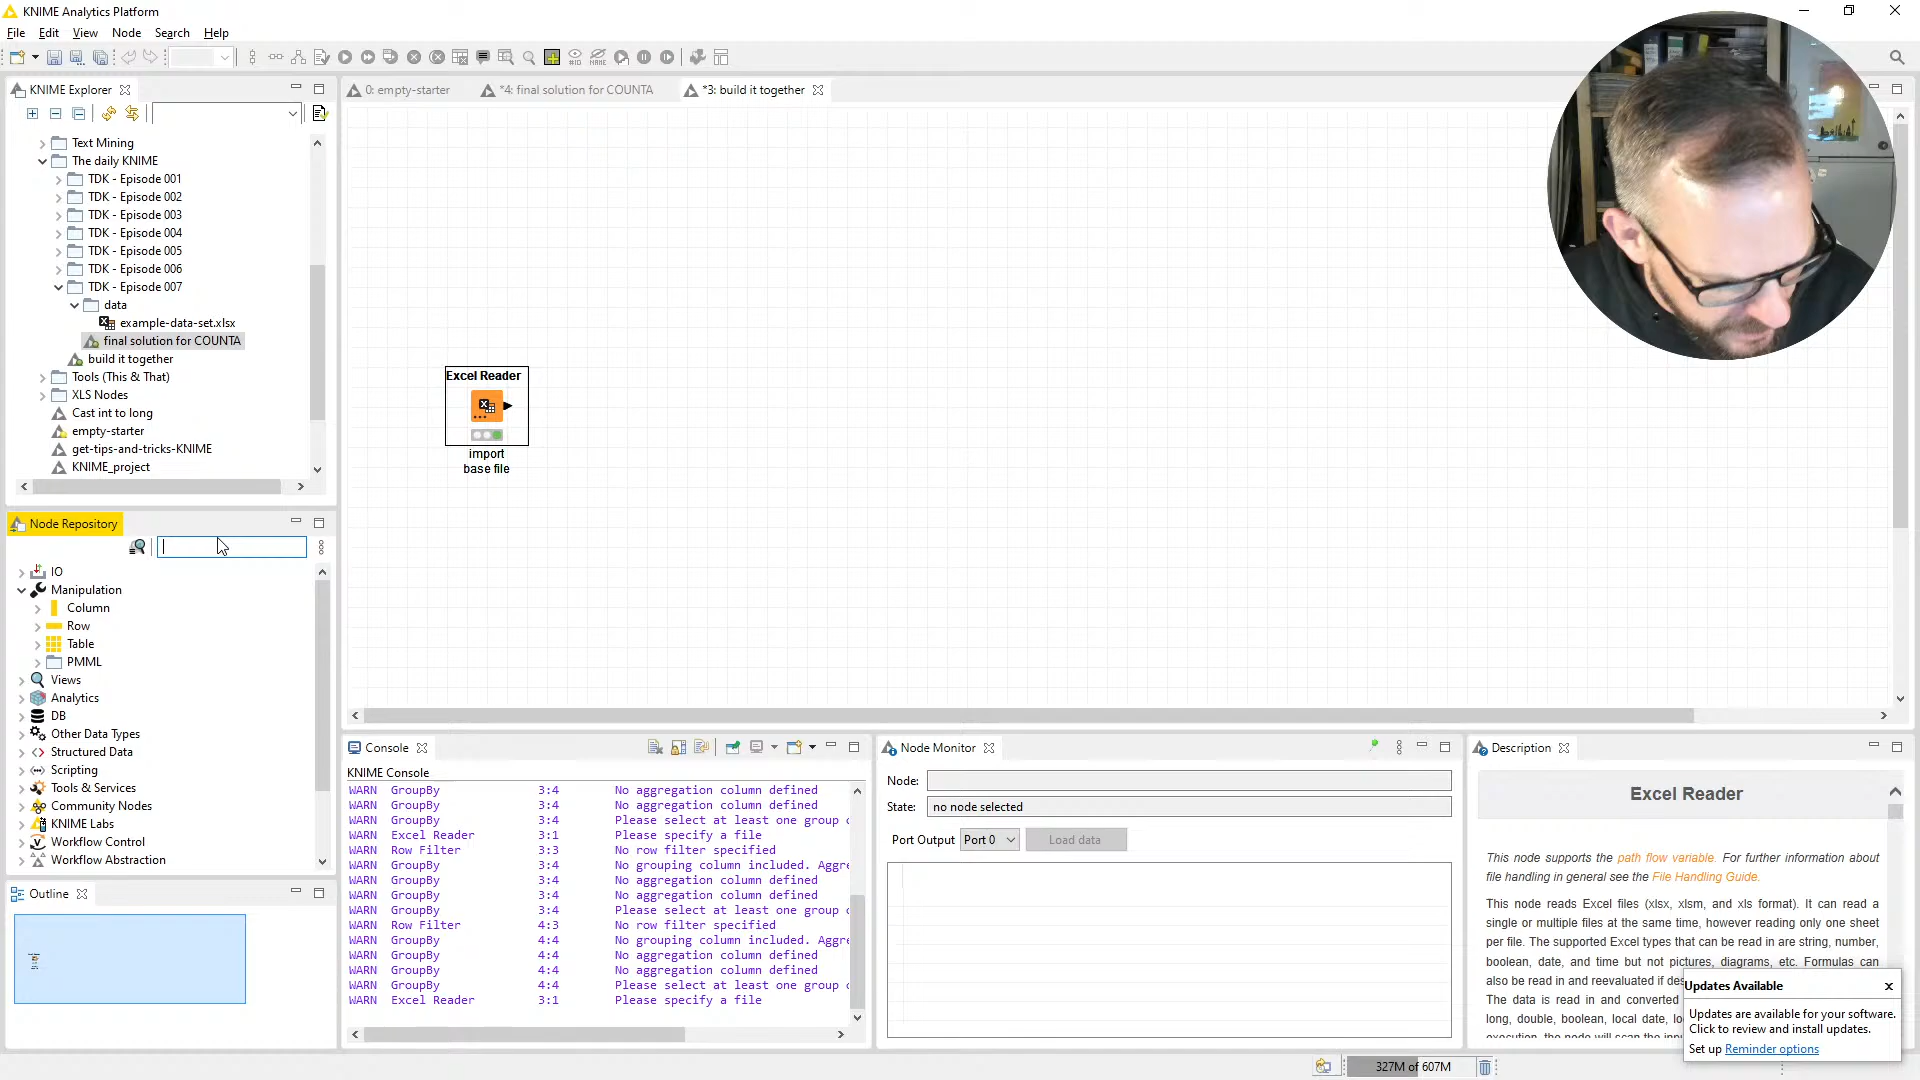 KNIME Analytics Platform
File Edit View Node Search Help
KNIME Explorer
0: empty-starter
*4: final solution for COUNTA
*3: build it together
Text Mining
The daily KNIME
TDK - Episode 001
TDK - Episode 002
TDK - Episode 003
TDK - Episode 004
TDK - Episode 005
TDK - Episode 006
TDK - Episode 007
data
example-data-set.xlsx
final solution for COUNTA
build it together
Tools (This & That)
XLS Nodes
Cast int to long
empty-starter
get-tips-and-tricks-KNIME
KNIME_project
Excel Reader
import
base file
Node Repository
IO
Manipulation
Column
Row
Table
PMML
Views
Analytics
DB
Other Data Types
Structured Data
Scripting
Tools & Services
Community Nodes
KNIME Labs
Workflow Control
Workflow Abstraction
Outline
Console
KNIME Console
WARN GroupBy 3:4 No aggregation column defined
WARN GroupBy 3:4 No aggregation column defined
WARN GroupBy 3:4 Please select at least one group c
WARN Excel Reader 3:1 Please specify a file
WARN Row Filter 3:3 No row filter specified
WARN GroupBy 3:4 No grouping column included. Aggre
WARN GroupBy 3:4 No aggregation column defined
WARN GroupBy 3:4 No aggregation column defined
WARN GroupBy 3:4 Please select at least one group c
WARN Row Filter 4:3 No row filter specified
WARN GroupBy 4:4 No grouping column included. Aggre
WARN GroupBy 4:4 No aggregation column defined
WARN GroupBy 4:4 No aggregation column defined
WARN GroupBy 4:4 Please select at least one group c
WARN Excel Reader 3:1 Please specify a file
Node Monitor
Node:
State: no node selected
Port Output Port 0 Load data
Description
Excel Reader
This node supports the path flow variable. For further information about
file handling in general see the File Handling Guide.
This node reads Excel files (xlsx, xlsm, and xls format). It can read a
single or multiple files at the same time, however reading only one sheet
per file. The supported Excel types that can be read in are string, number,
boolean, date, and time but not pictures, diagrams, etc. Formulas can
also be read in and reevaluated if des
The data is read in and converted
long, double, boolean, local date, lo
execution, the node will scan the inpu
Updates Available
Updates are available for your software.
Click to review and install updates.
Set up Reminder options
327M of 607M